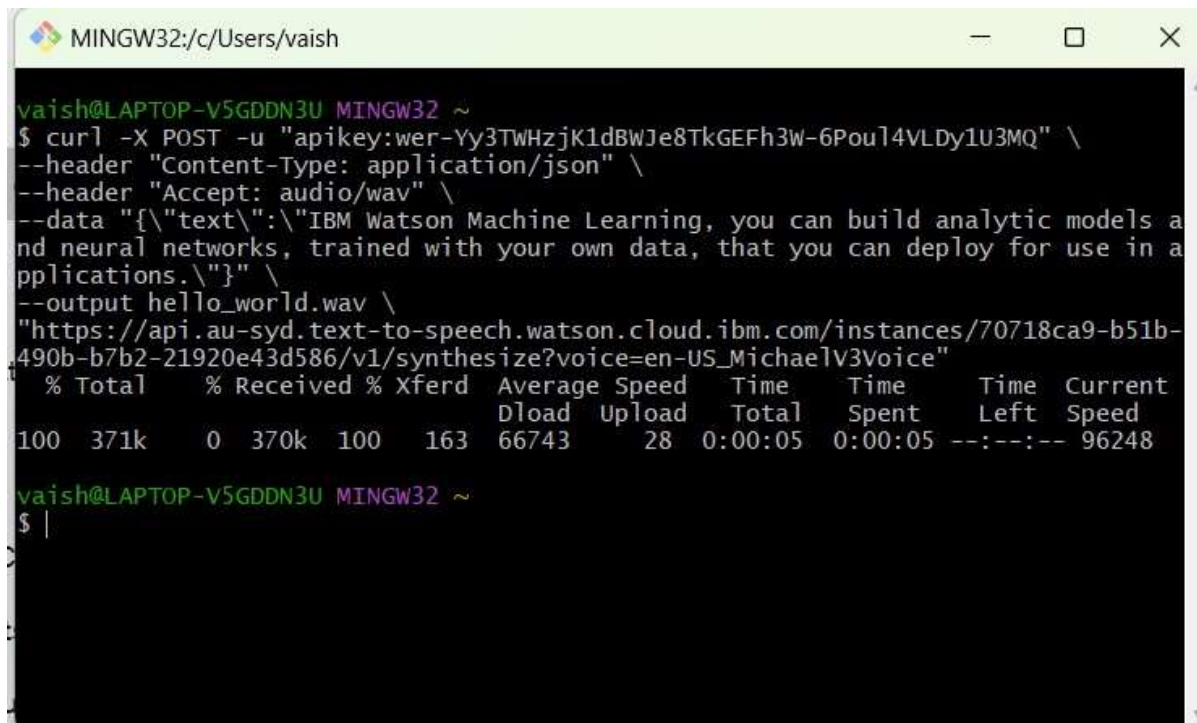 MINGW32:/c/Users/vaish
vaish@LAPTOP-V5GDDN3U MINGW32 ~
$ curl -X POST -u "apikey:wer-Yy3TWHzjK1dBWJe8TkGEFh3W-6Poul4VLDy1U3MQ" \
--header "Content-Type: application/json" \
--header "Accept: audio/wav" \
--data "{\"text\":\"IBM Watson Machine Learning, you can build analytic models a
nd neural networks, trained with your own data, that you can deploy for use in a
pplications.\"}" \
--output hello_world.wav \
"https://api.au-syd.text-to-speech.watson.cloud.ibm.com/instances/70718ca9-b51b-
490b-b7b2-21920e43d586/v1/synthesize?voice=en-US_MichaelV3Voice"
% Total % Received % Xferd Average Speed Time Time Time Current
Dload Upload Total Spent Left Speed
100 371k 0 370k 100 163 66743 28 0:00:05 0:00:05 --:--:-- 96248
vaish@LAPTOP-V5GDDN3U MINGW32 ~
$